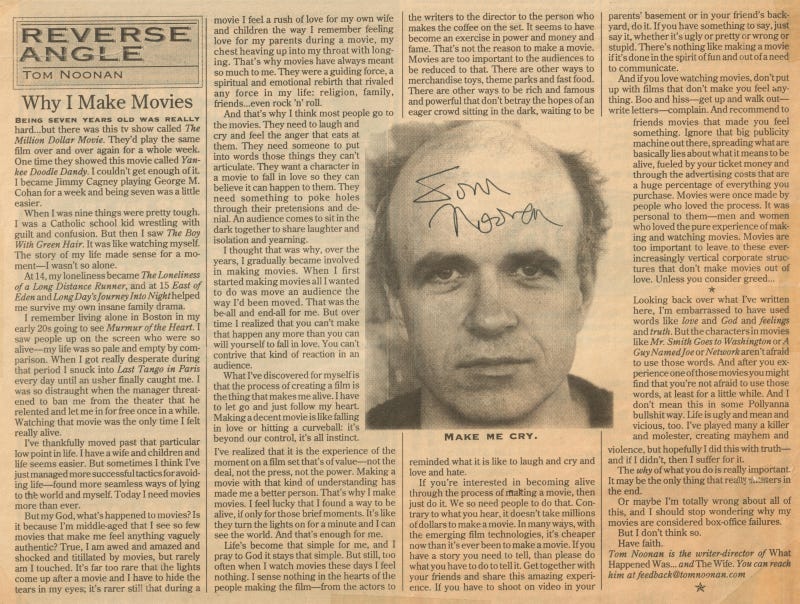 REVERSE
ANGLE
TOM NOONAN
Why I Make Movies
BEING SEVEN YEARS OLD WAS REALLY
hard...but there was this tv show called The
Million Dollar Movie. They'd play the same
film over and over again for a whole week.
One time they showed this movie called Yan-
kee Doodle Dandy. I couldn't get enough of it.
I became Jimmy Cagney playing George M.
Cohan for a week and being seven was a little
easier.
When I was nine things were pretty tough.
I was a Catholic school kid wrestling with
guilt and confusion. But then I saw The Boy
With Green Hair. It was like watching myself.
The story of my life made sense for a mo-
ment—I wasn't so alone.
At 14, my loneliness became The Loneliness
of a Long Distance Runner, and at 15 East of
Eden and Long Day's Journey Into Night helped
me survive my own insane family drama.
I remember living alone in Boston in my
early 20s going to see Murmur of the Heart. I
saw people up on the screen who were so
alive—my life was so pale and empty by com-
parison. When I got really desperate during
that period I snuck into Last Tango in Paris
every day until an usher finally caught me. I
was so distraught when the manager threat-
ened to ban me from the theater that he
relented and let me in for free once in a while.
Watching that movie was the only time I felt
really alive.
I've thankfully moved past that particular
low point in life. I have a wife and children and
life seems easier. But sometimes I think I've
just managed more successful tactics for avoid-
ing life—found more seamless ways of lying
to the world and myself. Today I need movies
more than ever.
But my God, what's happened to movies? Is
it because I'm middle-aged that I see so few
movies that make me feel anything vaguely
authentic? True, I am awed and amazed and
shocked and titillated by movies, but rarely
am I touched. It's far too rare that the lights
come up after a movie and I have to hide the
tears in my eyes; it's rarer still that during a
movie I feel a rush of love for my own wife
and children the way I remember feeling
love for my parents during a movie, my
chest heaving up into my throat with long-
ing. That's why movies have always meant
so much to me. They were a guiding force, a
spiritual and emotional rebirth that rivaled
any force in my life: religion, family,
friends...even rock 'n' roll.
And that's why I think most people go to
the movies. They need to laugh and
cry and feel the anger that eats at
them. They need someone to put
into words those things they can't
articulate. They want a character in
a movie to fall in love so they can
believe it can happen to them. They
need something to poke holes
through their pretensions and de-
nial. An audience comes to sit in the
dark together to share laughter and
isolation and yearning.
I thought that was why, over the
years, I gradually became involved
in making movies. When I first
started making movies all I wanted
to do was move an audience the
way I'd been moved. That was the
be-all and end-all for me. But over
time I realized that you can't make
that happen any more than you can
will yourself to fall in love. You can't
contrive that kind of reaction in an
audience.
What I've discovered for myself is
that the process of creating a film is
the thing that makes me alive. I have
to let go and just follow my heart.
Making a decent movie is like falling
in love or hitting a curveball: it's
beyond our control, it's all instinct.
I've realized that it is the experience of the
moment on a film set that's of value—not the
deal, not the press, not the power. Making a
movie with that kind of understanding has
made me a better person. That's why I make
movies. I feel lucky that I found a way to be
alive, if only for those brief moments. It's like
they turn the lights on for a minute and I can
see the world. And that's enough for me.
Life's become that simple for me, and I
pray to God it stays that simple. But still, too
often when I watch movies these days I feel
nothing. I sense nothing in the hearts of the
people making the film—from the actors to
the writers to the director to the person who
makes the coffee on the set. It seems to have
become an exercise in power and money and
fame. That's not the reason to make a movie.
Movies are too important to the audiences to
be reduced to that. There are other ways to
merchandise toys, theme parks and fast food.
There are other ways to be rich and famous
and powerful that don't betray the hopes of an
eager crowd sitting in the dark, waiting to be
Tom
Noonan
MAKE ME CRY.
reminded what it is like to laugh and cry and
love and hate.
If you're interested in becoming alive
through the process of making a movie, then
just do it. We so need people to do that. Con-
trary to what you hear, it doesn't take millions
of dollars to make a movie. In many ways, with
the emerging film technologies, it's cheaper
now than it's ever been to make a movie. If you
have a story you need to tell, than please do
what you have to do to tell it. Get together with
your friends and share this amazing experi-
ence. If you have to shoot on video in your
parents' basement or in your friend's back-
yard, do it. If you have something to say, just
say it, whether it's ugly or pretty or wrong or
stupid. There's nothing like making a movie
if it's done in the spirit of fun and out of a need
to communicate.
And if you love watching movies, don't put
up with films that don't make you feel any-
thing. Boo and hiss—get up and walk out—
write letters—complain. And recommend to
friends movies that made you feel
something. Ignore that big publicity
machine out there, spreading what are
basically lies about what it means to be
alive, fueled by your ticket money and
through the advertising costs that are
a huge percentage of everything you
purchase. Movies were once made by
people who loved the process. It was
personal to them—men and women
who loved the pure experience of mak-
ing and watching movies. Movies are
too important to leave to these ever-
increasingly vertical corporate struc-
tures that don't make movies out of
love. Unless you consider greed...
Looking back over what I've written
here, I'm embarrassed to have used
words like love and God and feelings
and truth. But the characters in movies
like Mr. Smith Goes to Washington or A
Guy Named Joe or Network aren't afraid
to use those words. And after you ex-
perience one of those movies you might
find that you're not afraid to use those
words, at least for a little while. And I
don't mean this in some Pollyanna
bullshit way. Life is ugly and mean and
vicious, too. I've played many a killer
and molester, creating mayhem and
violence, but hopefully I did this with truth—
and if I didn't, then I suffer for it.
The why of what you do is really important.
It may be the only thing that really matters in
the end.
Or maybe I'm totally wrong about all of
this, and I should stop wondering why my
movies are considered box-office failures.
But I don't think so.
Have faith.
Tom Noonan is the writer-director of What
Happened Was... and The Wife. You can reach
him at feedback@tomnoonan.com